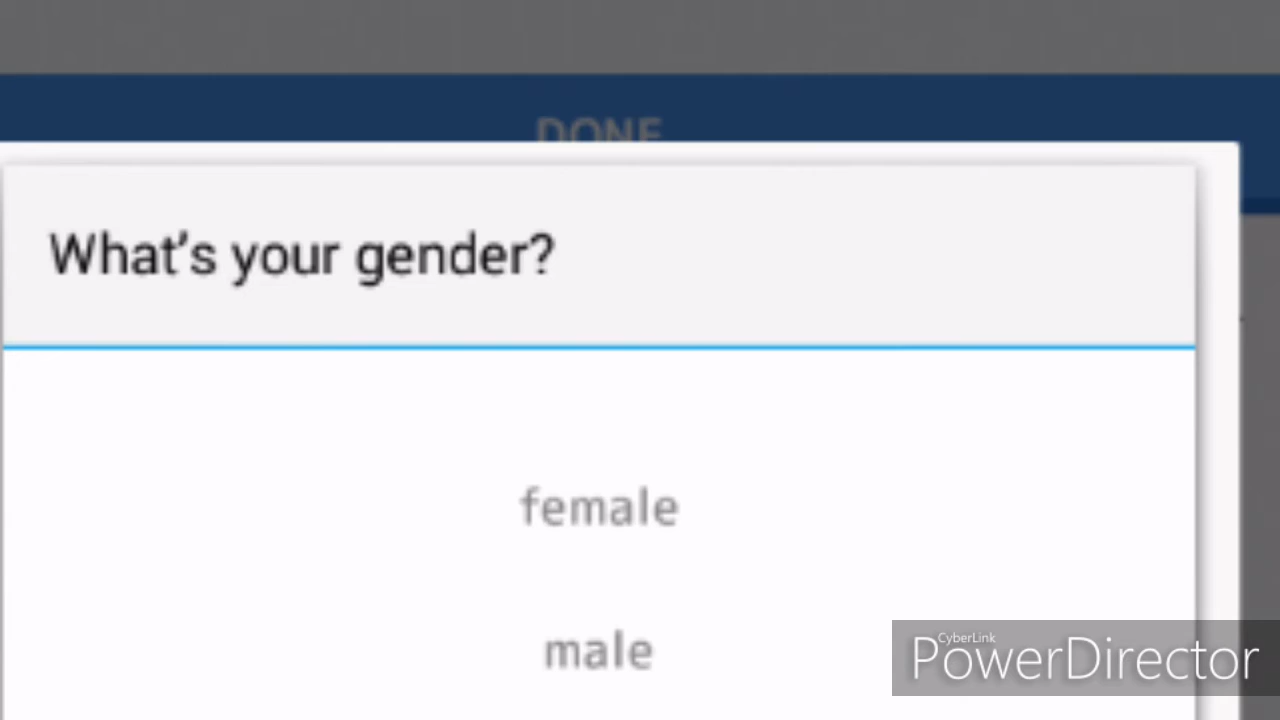 DONE
What's your gender?
female
male
CyberLink
PowerDirector